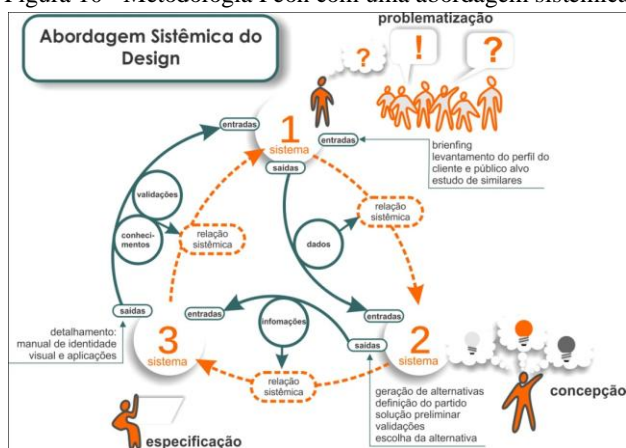 Figura 10 - Metodologia Icon com uma abordagem sistêmica
Abordagem Sistêmica do
Design
problematização
?
!
?
entradas
1
sistema
entradas
saídas
brienfing
levantamento do perfil do
cliente e público alvo
estudo de similares
validações
conheci-
mentos
relação
sistêmica
dados
relação
sistêmica
saídas
entradas
infomações
entradas
detalhamento:
manual de identidade
visual e aplicações
3
sistema
saídas
2
sistema
relação
sistêmica
geração de alternativas
definição do partido
solução preliminar
validações
escolha da alternativa
concepção
especificação